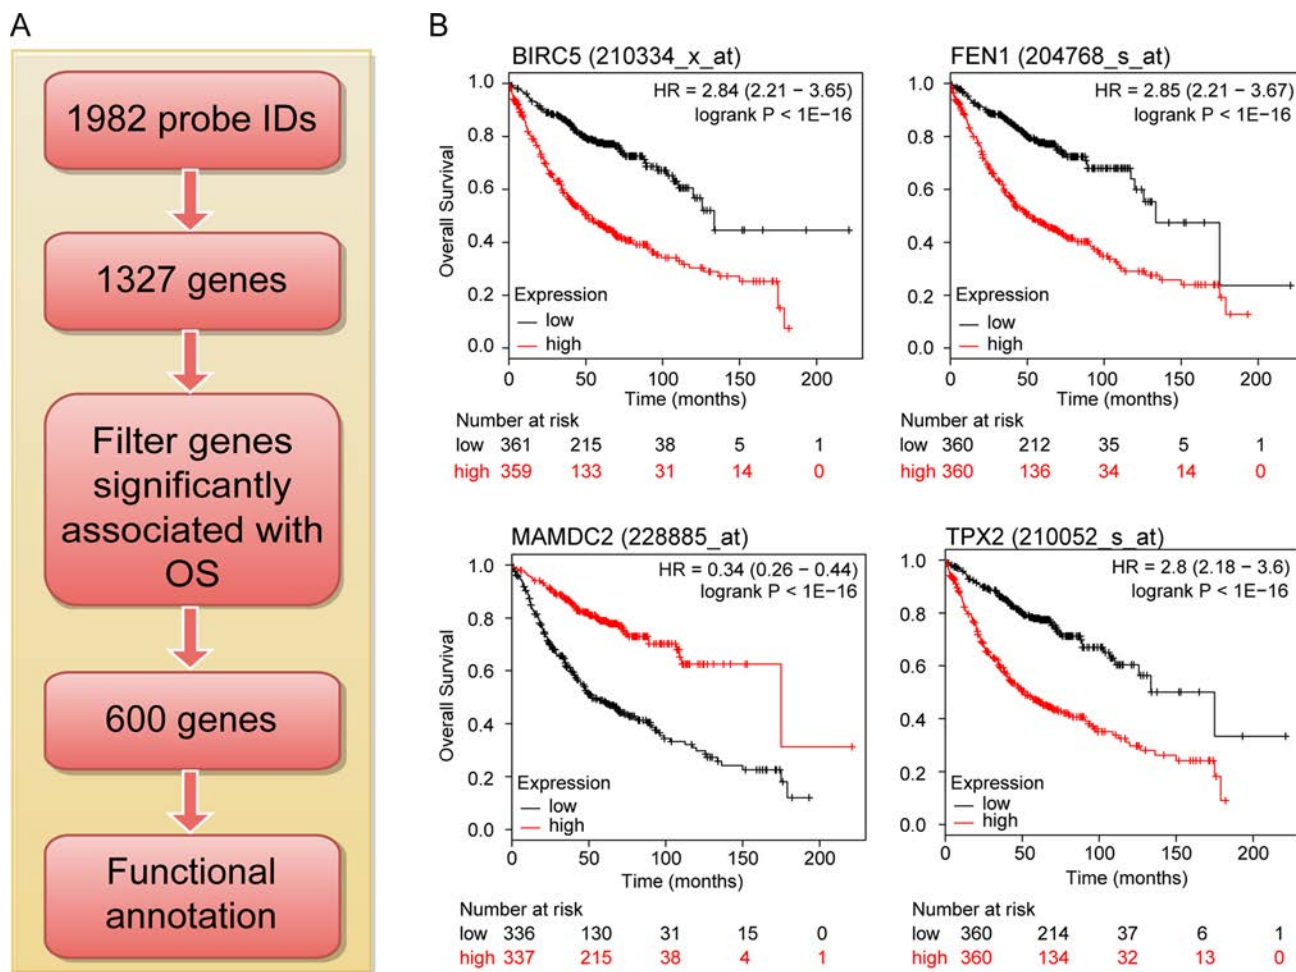 A
1982 probe IDs
1327 genes
Filter genes
significantly
associated with
OS
600 genes
Functional
annotation
B
BIRC5 (210334_x_at)
HR = 2.84 (2.21 − 3.65)
logrank P < 1E−16
Overall Survival
1.0
0.8
0.6
0.4
0.2
0.0
Expression
low
high
0 50 100 150 200
Time (months)
Number at risk
low 361 215 38 5 1
high 359 133 31 14 0
FEN1 (204768_s_at)
HR = 2.85 (2.21 − 3.67)
logrank P < 1E−16
1.0
0.8
0.6
0.4
0.2
0.0
Expression
low
high
0 50 100 150 200
Time (months)
Number at risk
low 360 212 35 5 1
high 360 136 34 14 0
MAMDC2 (228885_at)
HR = 0.34 (0.26 − 0.44)
logrank P < 1E−16
Overall Survival
1.0
0.8
0.6
0.4
0.2
0.0
Expression
low
high
0 50 100 150 200
Time (months)
Number at risk
low 336 130 31 15 0
high 337 215 38 4 1
TPX2 (210052_s_at)
HR = 2.8 (2.18 − 3.6)
logrank P < 1E−16
1.0
0.8
0.6
0.4
0.2
0.0
Expression
low
high
0 50 100 150 200
Time (months)
Number at risk
low 360 214 37 6 1
high 360 134 32 13 0